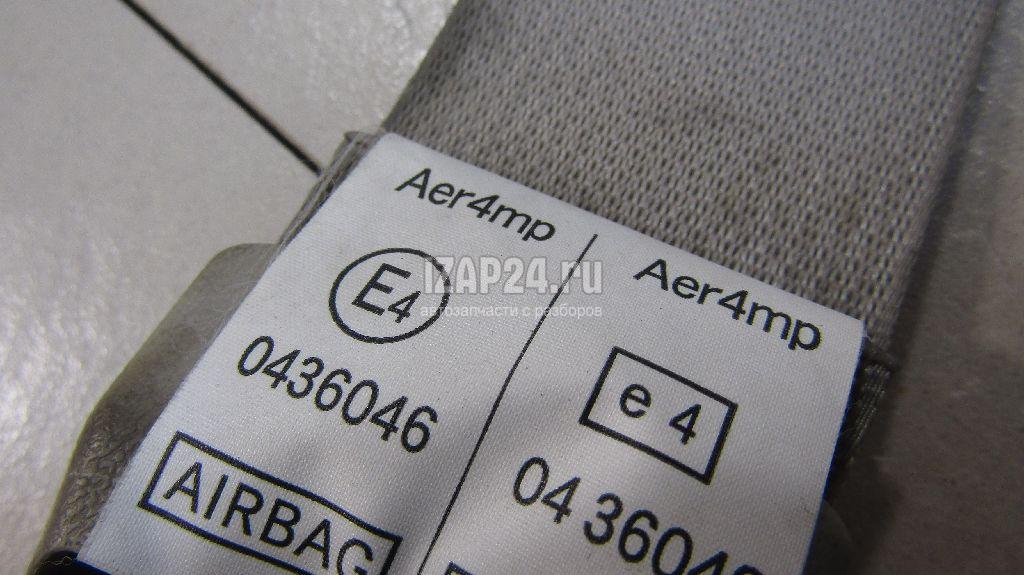 Aer4mp
E4
0436046
AIRBAG
Aer4mp
e 4
IZAP24.ru
автозапчасти с разборов